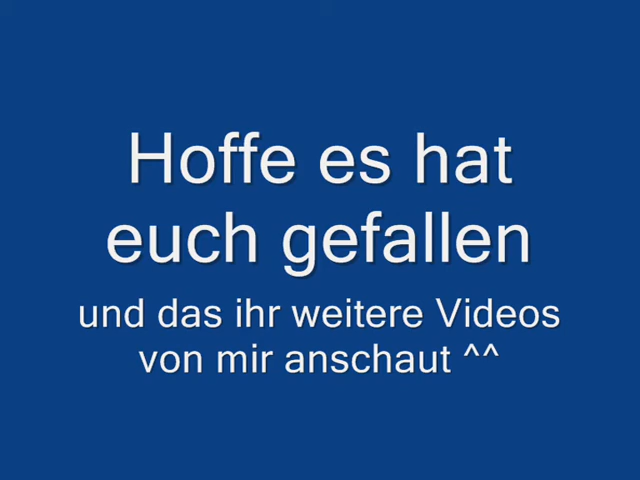 Hoffe es hat
euch gefallen
und das ihr weitere Videos
von mir anschaut ^^